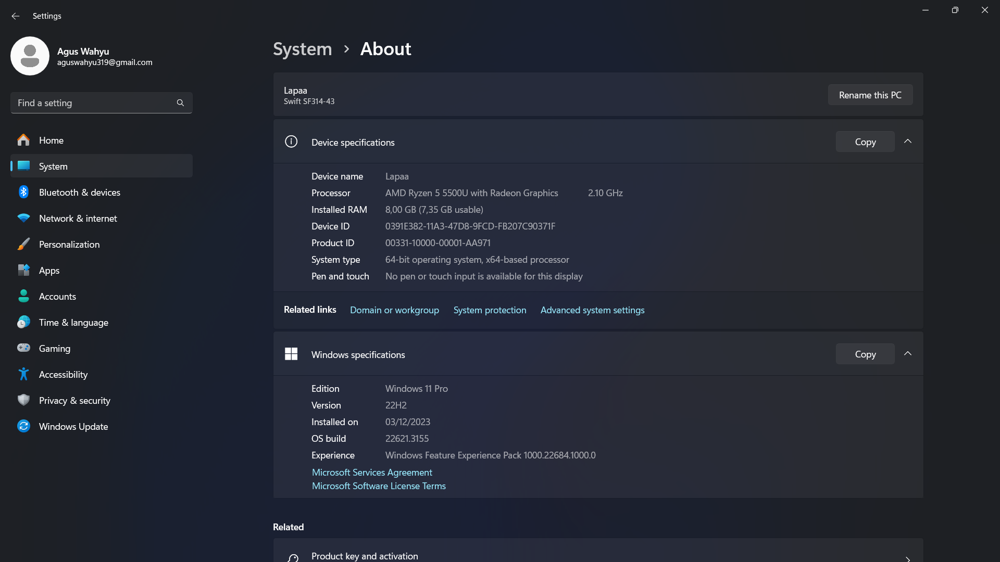 Settings
Agus Wahyu
aguswahyu319@gmail.com
Find a setting
Home
System
Bluetooth & devices
Network & internet
Personalization
Apps
Accounts
Time & language
Gaming
Accessibility
Privacy & security
Windows Update
System > About
Lapaa
Swift SF314-43
Rename this PC
Device specifications
Copy
Device name Lapaa
Processor AMD Ryzen 5 5500U with Radeon Graphics 2.10 GHz
Installed RAM 8,00 GB (7,35 GB usable)
Device ID 0391E382-11A3-47D8-9FCD-FB207C90371F
Product ID 00331-10000-00001-AA971
System type 64-bit operating system, x64-based processor
Pen and touch No pen or touch input is available for this display
Related links Domain or workgroup System protection Advanced system settings
Windows specifications
Copy
Edition Windows 11 Pro
Version 22H2
Installed on 03/12/2023
OS build 22621.3155
Experience Windows Feature Experience Pack 1000.22684.1000.0
Microsoft Services Agreement
Microsoft Software License Terms
Related
Product key and activation